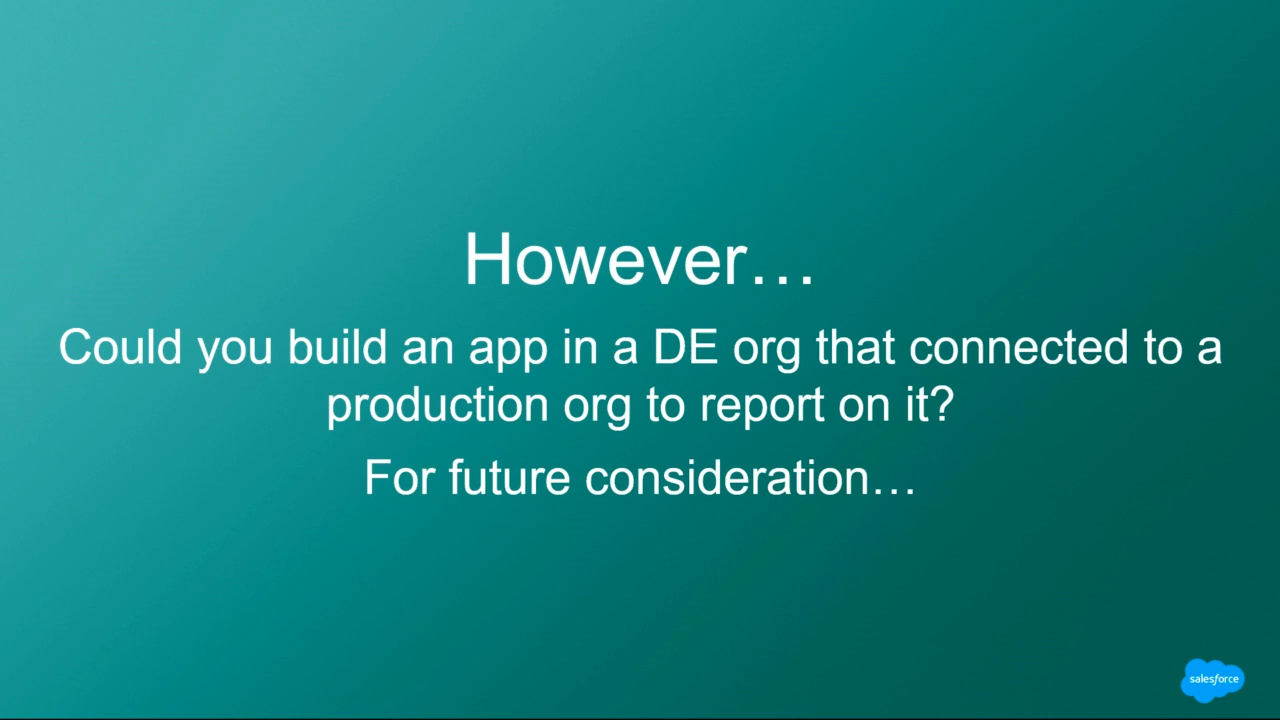 However…
Could you build an app in a DE org that connected to a
production org to report on it?
For future consideration…
salesforce